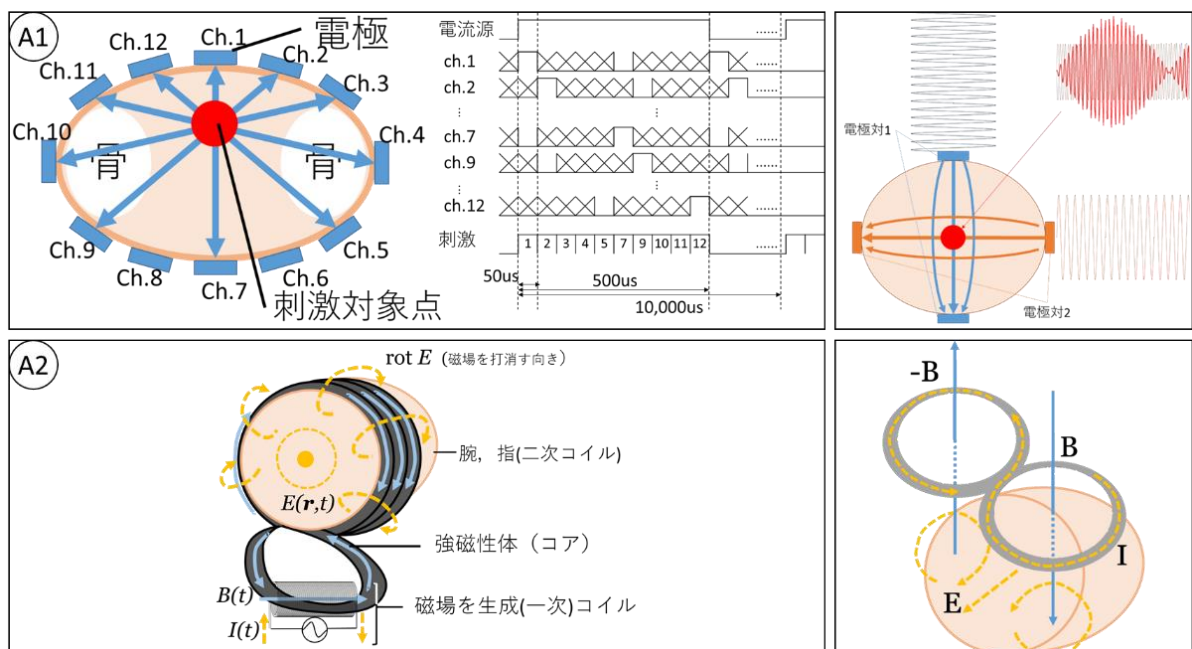 A1
電極
Ch.1
Ch.2
Ch.3
Ch.4
Ch.5
Ch.6
Ch.7
Ch.8
Ch.9
Ch.10
Ch.11
Ch.12
骨
骨
刺激対象点
電流源
ch.1
ch.2
⋮
ch.7
ch.9
⋮
ch.12
刺激
1 2 3 4 5 7 9 10 11 12
......
......
......
......
......
......
......
⋮
⋮
50us
500us
10,000us
電極対1
電極対2
A2
rot E (磁場を打消す向き)
腕，指(二次コイル)
E(r,t)
強磁性体（コア）
B(t)
磁場を生成(一次)コイル
I(t)
-B
B
I
E